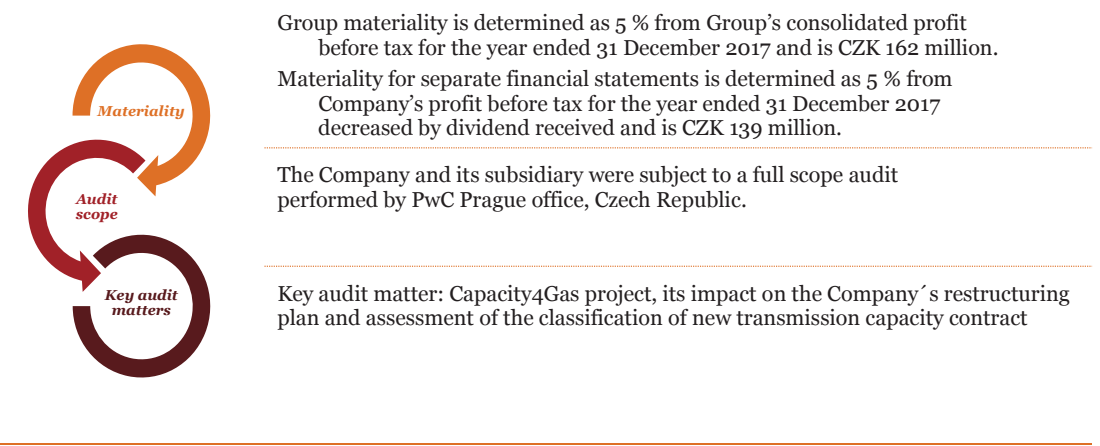 Group materiality is determined as 5 % from Group's consolidated profit
before tax for the year ended 31 December 2017 and is CZK 162 million.
Materiality for separate financial statements is determined as 5 % from
Company's profit before tax for the year ended 31 December 2017
decreased by dividend received and is CZK 139 million.
Materiality
The Company and its subsidiary were subject to a full scope audit
performed by PwC Prague office, Czech Republic.
Audit
scope
Key audit matter: Capacity4Gas project, its impact on the Company´s restructuring
plan and assessment of the classification of new transmission capacity contract
Key audit
matters